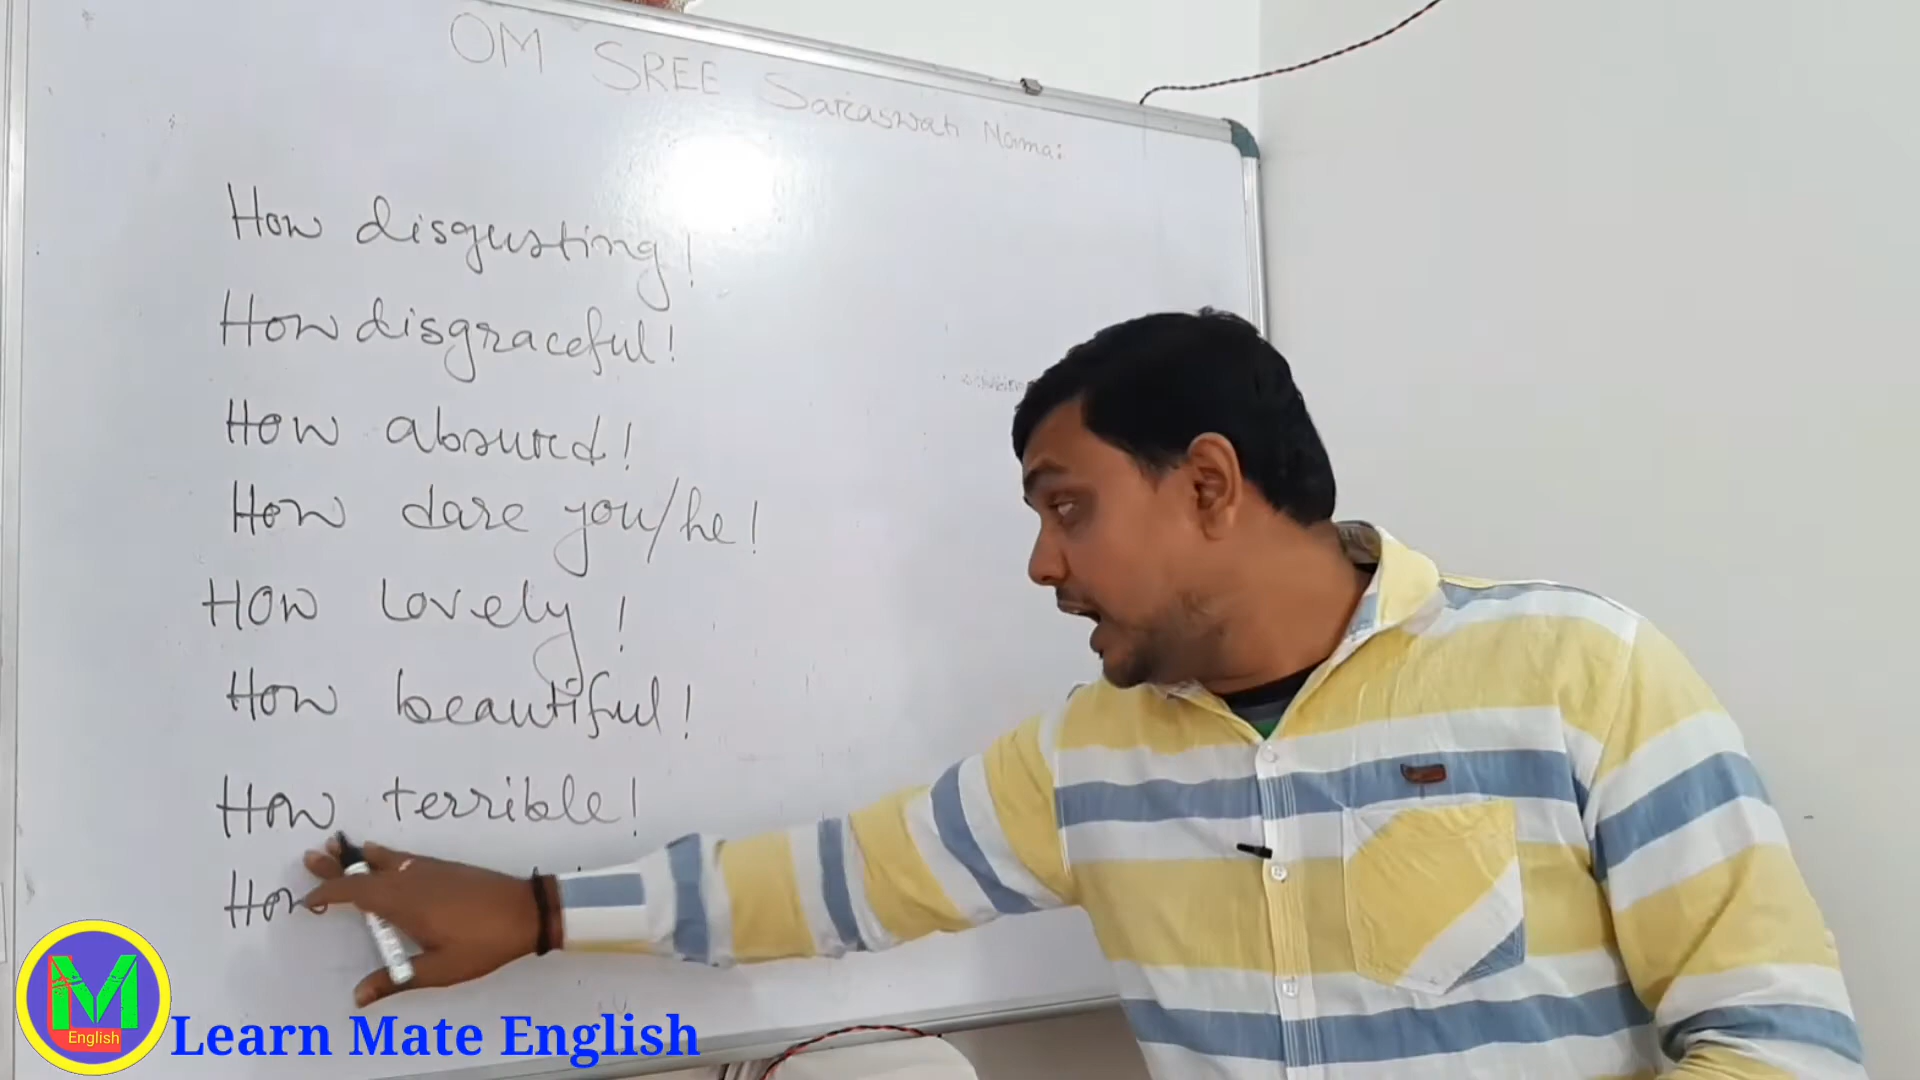 OM SREE Saraswati Nama:
How disgusting!
How disgraceful!
How absurd!
How dare you/he!
How lovely!
How beautiful!
How terrible!
How
M
English
Learn Mate English